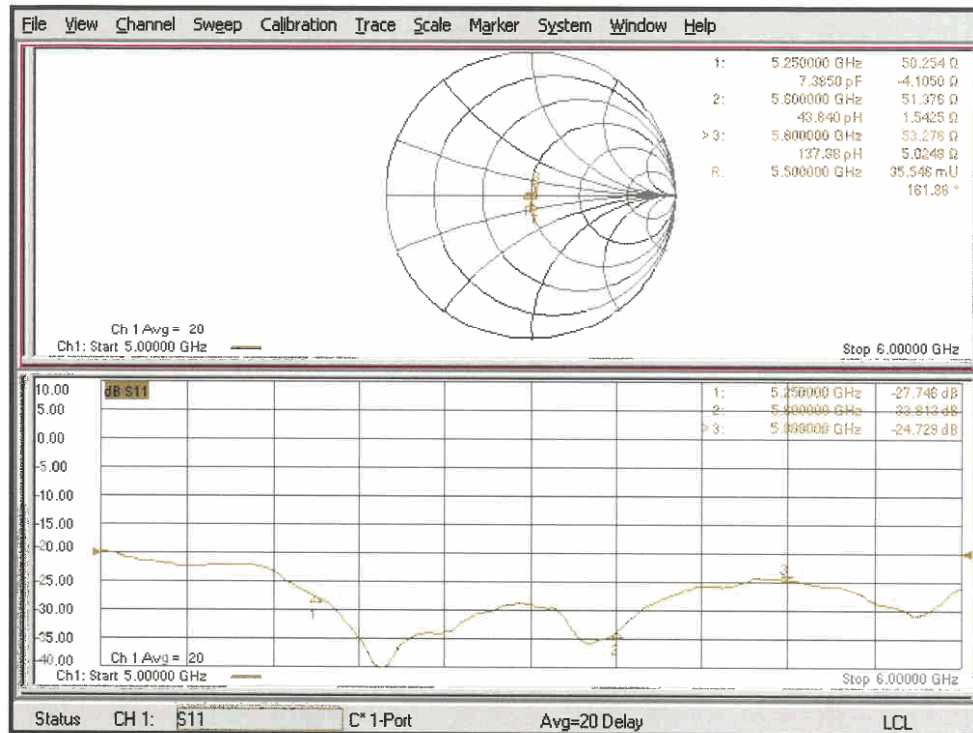 File View Channel Sweep Calibration Trace Scale Marker System Window Help
1: 5.250000 GHz 50.254 Ω
7.3850 pF -4.1050 Ω
2: 5.600000 GHz 51.376 Ω
43.840 pH 1.5425 Ω
> 3: 5.800000 GHz 53.276 Ω
137.88 pH 5.0248 Ω
R: 5.500000 GHz 35.546 mU
161.86 °
Ch 1 Avg = 20
Ch1: Start 5.00000 GHz
Stop 6.00000 GHz
dB S11
1: 5.250000 GHz -27.746 dB
2: 5.600000 GHz -33.813 dB
> 3: 5.800000 GHz -24.729 dB
10.00
5.00
0.00
-5.00
-10.00
-15.00
-20.00
-25.00
-30.00
-35.00
-40.00
1
2
3
Ch 1 Avg = 20
Ch1: Start 5.00000 GHz
Stop 6.00000 GHz
Status CH 1: S11 C* 1-Port Avg=20 Delay LCL